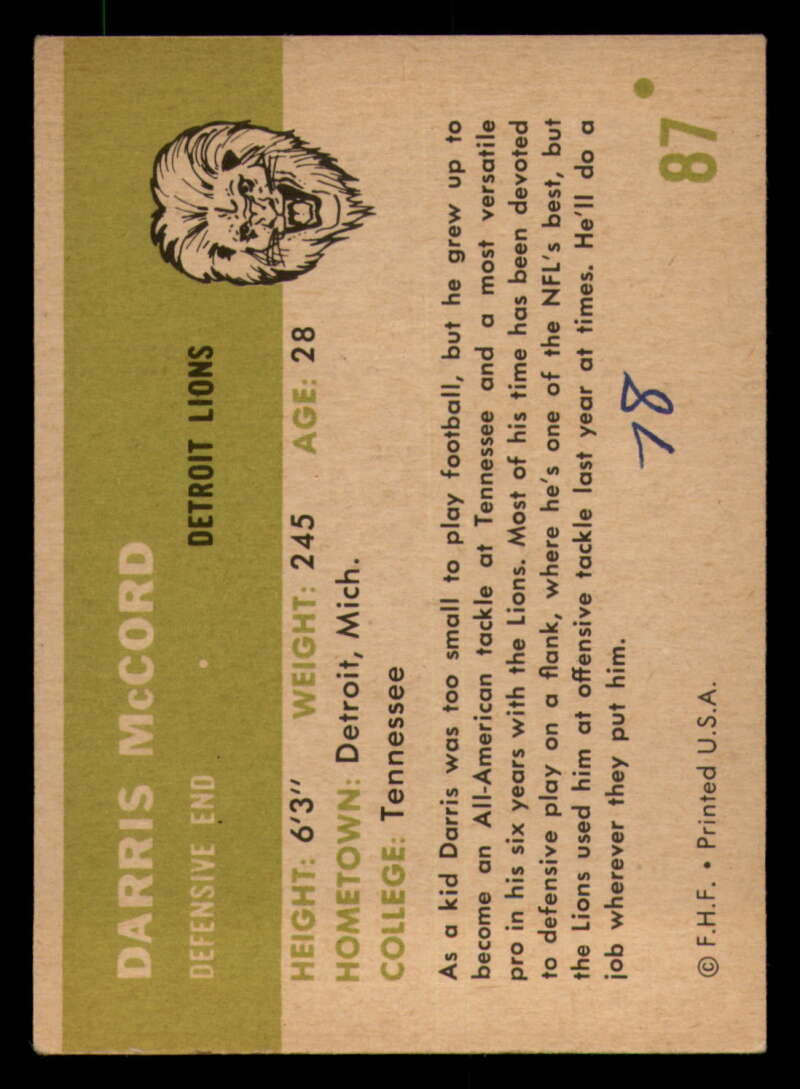 DARRIS McCORD
DEFENSIVE END • DETROIT LIONS
HEIGHT: 6'3" WEIGHT: 245 AGE: 28
HOMETOWN: Detroit, Mich.
COLLEGE: Tennessee
As a kid Darris was too small to play football, but he grew up to
become an All-American tackle at Tennessee and a most versatile
pro in his six years with the Lions. Most of his time has been devoted
to defensive play on a flank, where he's one of the NFL's best, but
the Lions used him at offensive tackle last year at times. He'll do a
job wherever they put him.
78
© F.H.F. • Printed U.S.A.
87